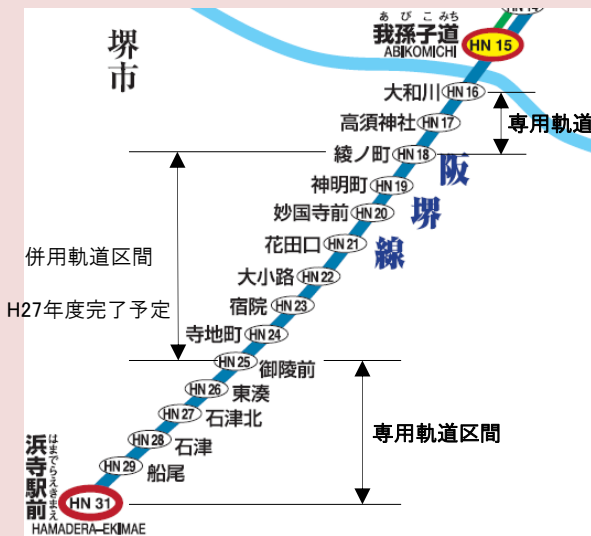 HN 14
あびこみち
我孫子道
ABIKOMICHI
HN 15
堺市
大和川 HN 16
高須神社 HN 17
専用軌道
綾ノ町 HN 18
神明町 HN 19
妙国寺前 HN 20
花田口 HN 21
大小路 HN 22
宿院 HN 23
寺地町 HN 24
阪堺線
併用軌道区間
H27年度完了予定
HN 25 御陵前
HN 26 東湊
HN 27 石津北
HN 28 石津
HN 29 船尾
専用軌道区間
はまでらえきまえ
浜寺駅前
HN 31
HAMADERA-EKIMAE